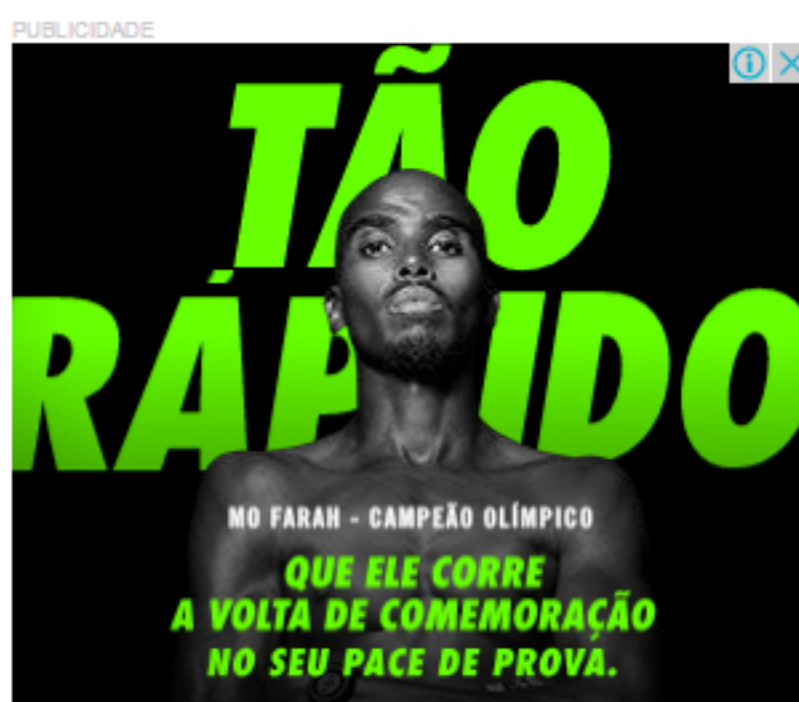 PUBLICIDADE
TÃO
RÁPIDO
MO FARAH - CAMPEÃO OLÍMPICO
QUE ELE CORRE
A VOLTA DE COMEMORAÇÃO
NO SEU PACE DE PROVA.